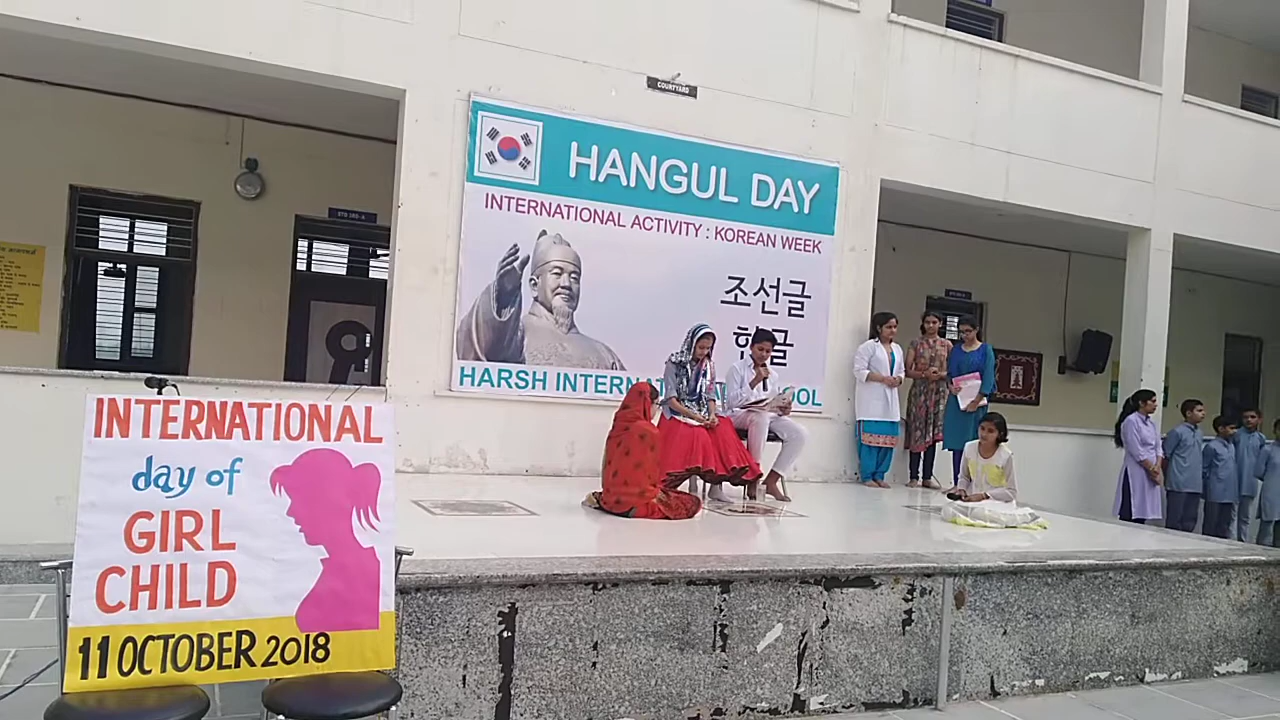 COURTYARD
HANGUL DAY
INTERNATIONAL ACTIVITY : KOREAN WEEK
조선글
한글
HARSH INTERNAT OOL
INTERNATIONAL
day of
GIRL
CHILD
11 OCTOBER 2018